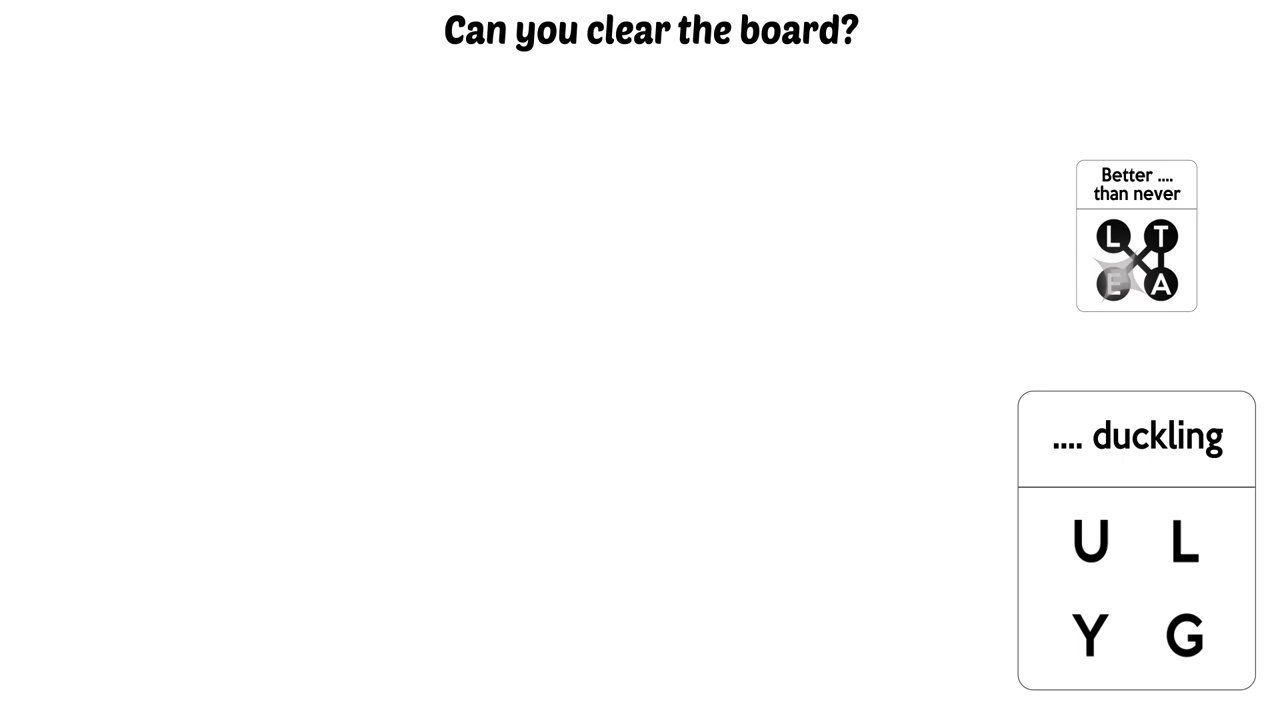 Can you clear the board?
Better ....
than never
L T
E A
.... duckling
U L
Y G